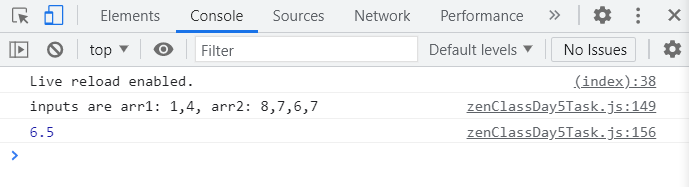 Elements Console Sources Network Performance »
top ▼ Filter Default levels ▼ No Issues
Live reload enabled. (index):38
inputs are arr1: 1,4, arr2: 8,7,6,7 zenClassDay5Task.js:149
6.5 zenClassDay5Task.js:156